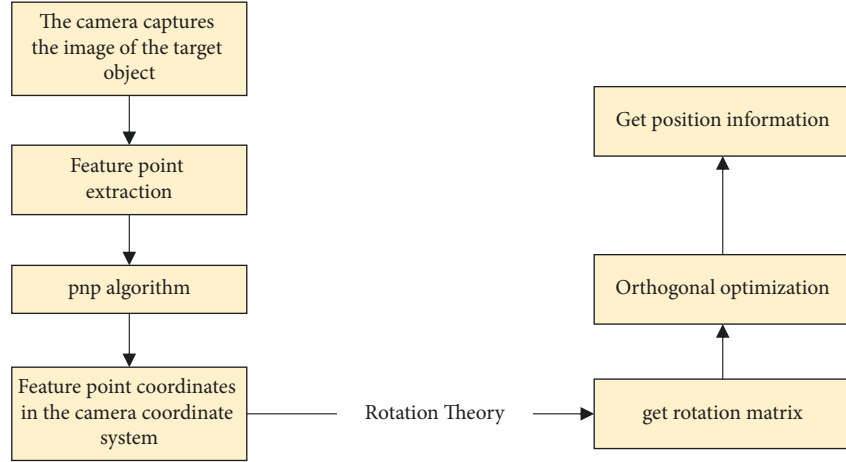 The camera captures
the image of the target
object
Feature point
extraction
pnp algorithm
Feature point coordinates
in the camera coordinate
system
Rotation Theory
get rotation matrix
Orthogonal optimization
Get position information